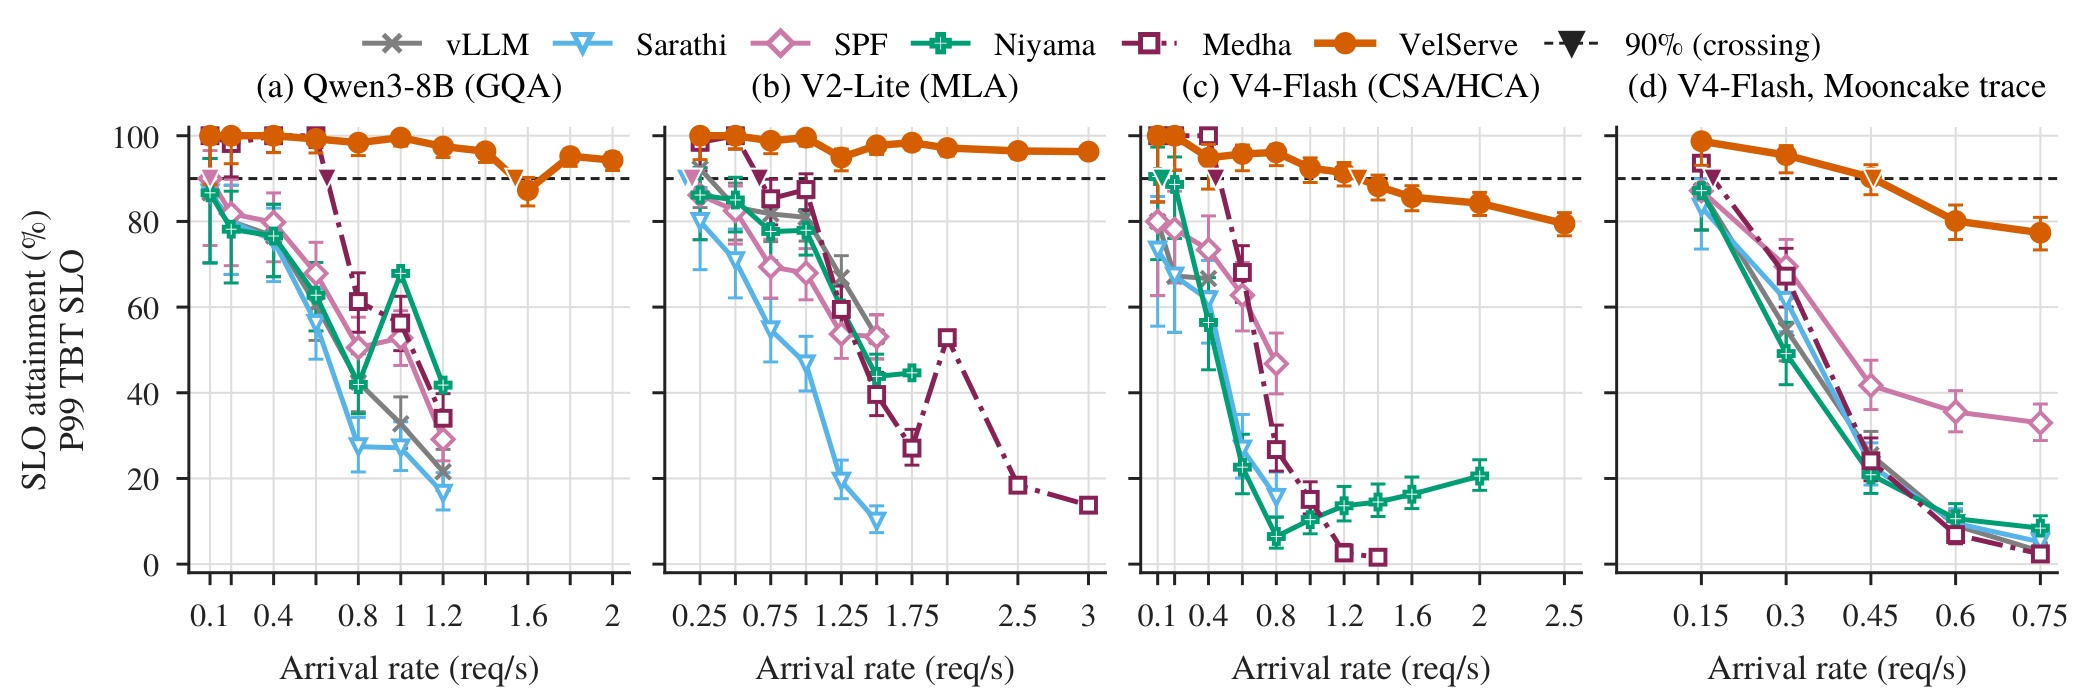 vLLM Sarathi SPF Niyama Medha VelServe 90% (crossing)
(a) Qwen3-8B (GQA) (b) V2-Lite (MLA) (c) V4-Flash (CSA/HCA) (d) V4-Flash, Mooncake trace
SLO attainment (%)
P99 TBT SLO
100
80
60
40
20
0
0.1 0.4 0.8 1 1.2 1.6 2
0.25 0.75 1.25 1.75 2.5 3
0.1 0.4 0.8 1.2 1.6 2 2.5
0.15 0.3 0.45 0.6 0.75
Arrival rate (req/s) Arrival rate (req/s) Arrival rate (req/s) Arrival rate (req/s)